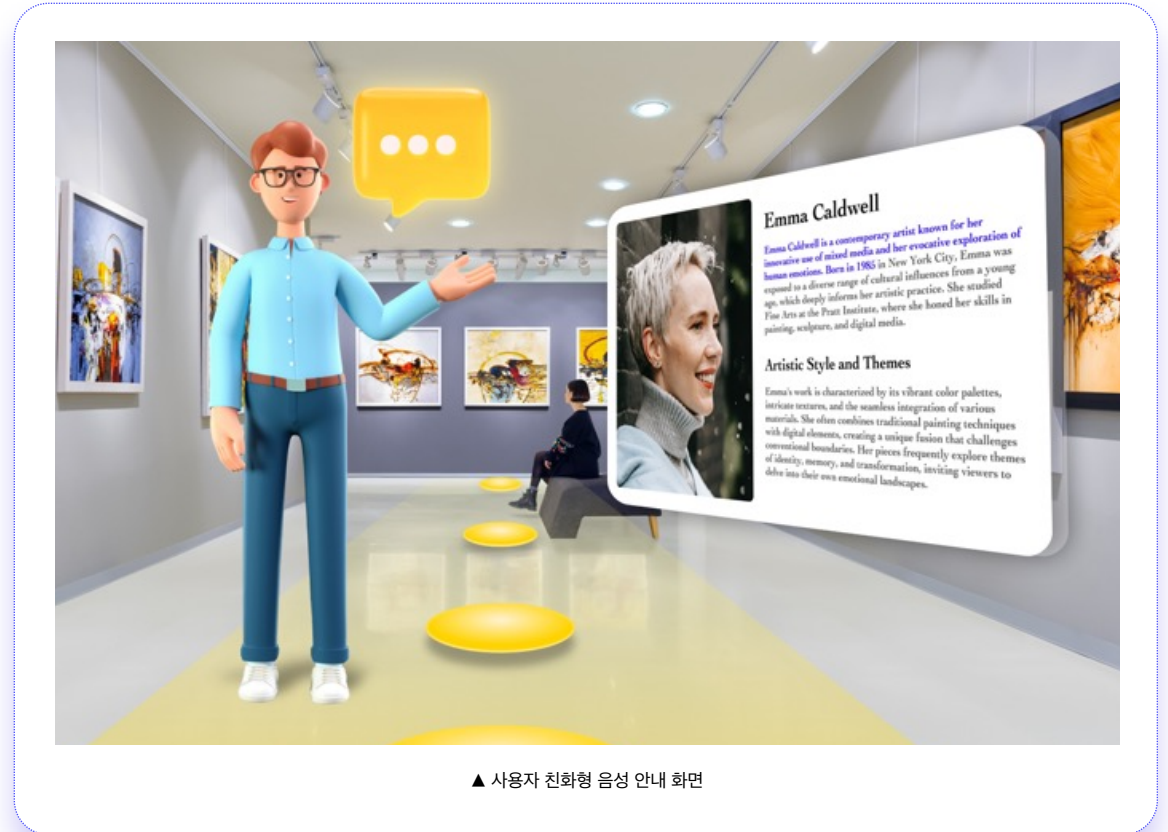 Emma Caldwell
Emma Caldwell is a contemporary artist known for her
innovative use of mixed media and her evocative exploration of
human emotions. Born in 1985 in New York City, Emma was
exposed to a diverse range of cultural influences from a young
age, which deeply informs her artistic practice. She studied
Fine Arts at the Pratt Institute, where she honed her skills in
painting, sculpture, and digital media.
Artistic Style and Themes
Emma's work is characterized by its vibrant color palettes,
intricate textures, and the seamless integration of various
materials. She often combines traditional painting techniques
with digital elements, creating a unique fusion that challenges
conventional boundaries. Her pieces frequently explore themes
of identity, memory, and transformation, inviting viewers to
delve into their own emotional landscapes.
▲ 사용자 친화형 음성 안내 화면